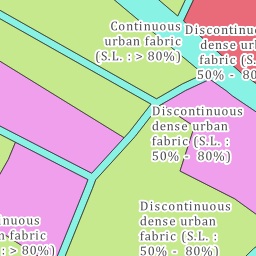 Continuous
urban fabric
(S.L. : > 80%)
Discontinuous
dense urban
fabric (S.L. :
50% - 80%)
Discontinuous
dense urban
fabric (S.L. :
50% - 80%)
Discontinuous
dense urban
fabric (S.L. :
50% - 80%)
inuous
n fabric
: > 80%)